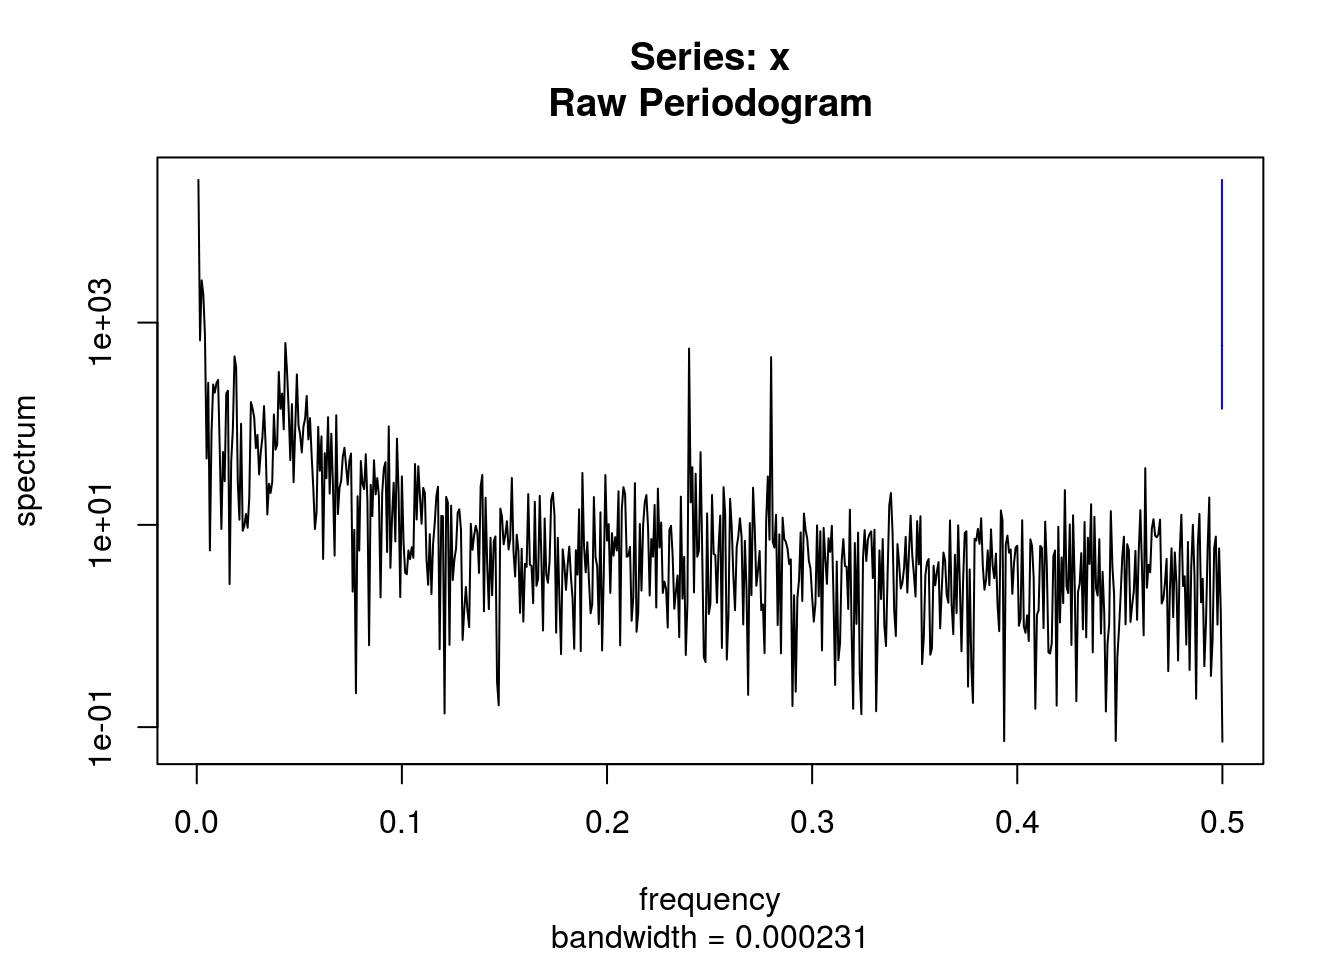 Series: x
Raw Periodogram
spectrum
1e+03
1e+01
1e-01
0.0 0.1 0.2 0.3 0.4 0.5
frequency
bandwidth = 0.000231